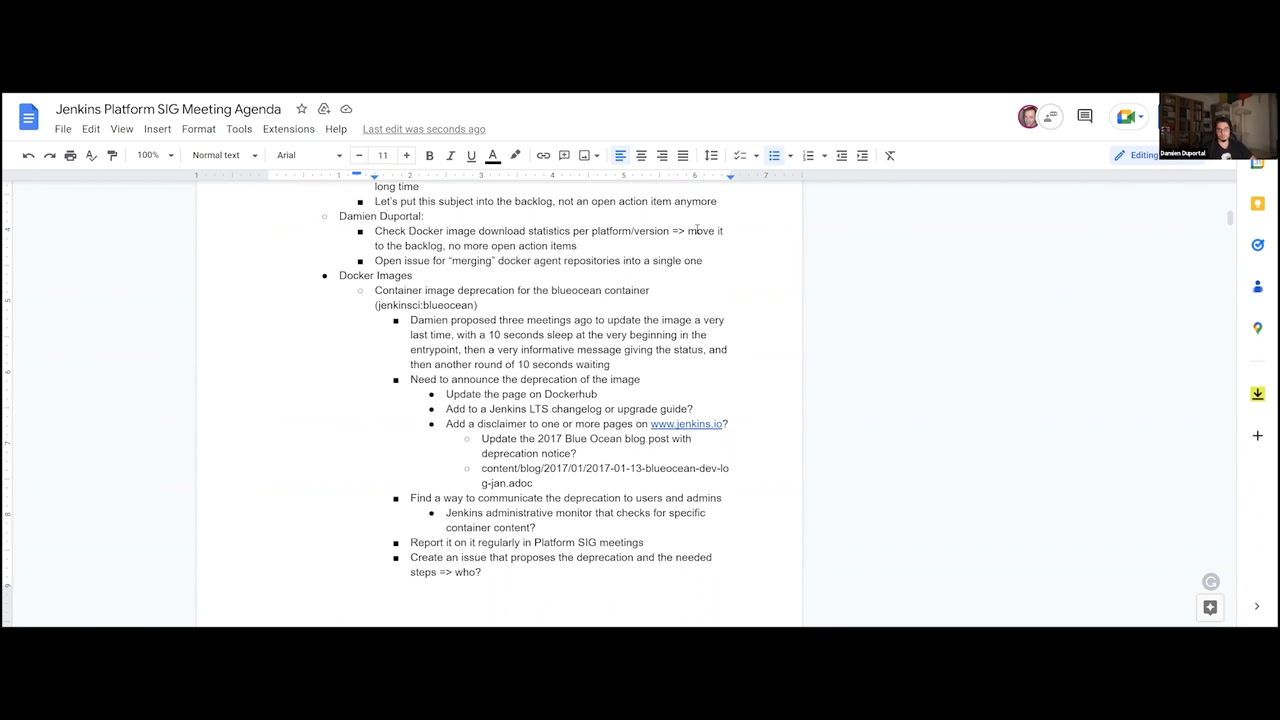 Jenkins Platform SIG Meeting Agenda
File Edit View Insert Format Tools Extensions Help Last edit was seconds ago
100% Normal text Arial 11 Editing
Damien Duportal
1 1 2 3 4 5 6 7
long time
■ Let's put this subject into the backlog, not an open action item anymore
○ Damien Duportal:
■ Check Docker image download statistics per platform/version => move it
to the backlog, no more open action items
■ Open issue for “merging” docker agent repositories into a single one
● Docker Images
○ Container image deprecation for the blueocean container
(jenkinsci:blueocean)
■ Damien proposed three meetings ago to update the image a very
last time, with a 10 seconds sleep at the very beginning in the
entrypoint, then a very informative message giving the status, and
then another round of 10 seconds waiting
■ Need to announce the deprecation of the image
● Update the page on Dockerhub
● Add to a Jenkins LTS changelog or upgrade guide?
● Add a disclaimer to one or more pages on www.jenkins.io?
○ Update the 2017 Blue Ocean blog post with
deprecation notice?
○ content/blog/2017/01/2017-01-13-blueocean-dev-lo
g-jan.adoc
■ Find a way to communicate the deprecation to users and admins
● Jenkins administrative monitor that checks for specific
container content?
■ Report it on it regularly in Platform SIG meetings
■ Create an issue that proposes the deprecation and the needed
steps => who?